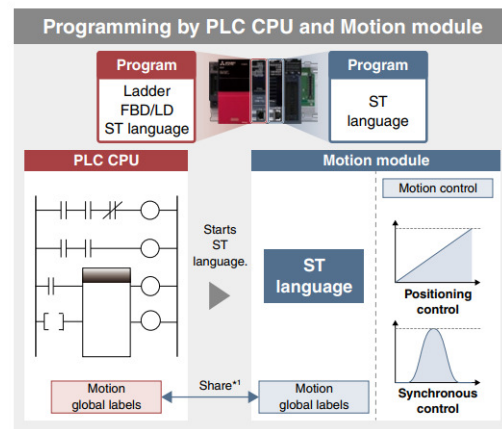 Programming by PLC CPU and Motion module
Program
Ladder
FBD/LD
ST language
Program
ST
language
PLC CPU
Motion module
Starts
ST
language.
ST
language
Motion control
Positioning
control
Synchronous
control
Motion
global labels
Share*1
Motion
global labels